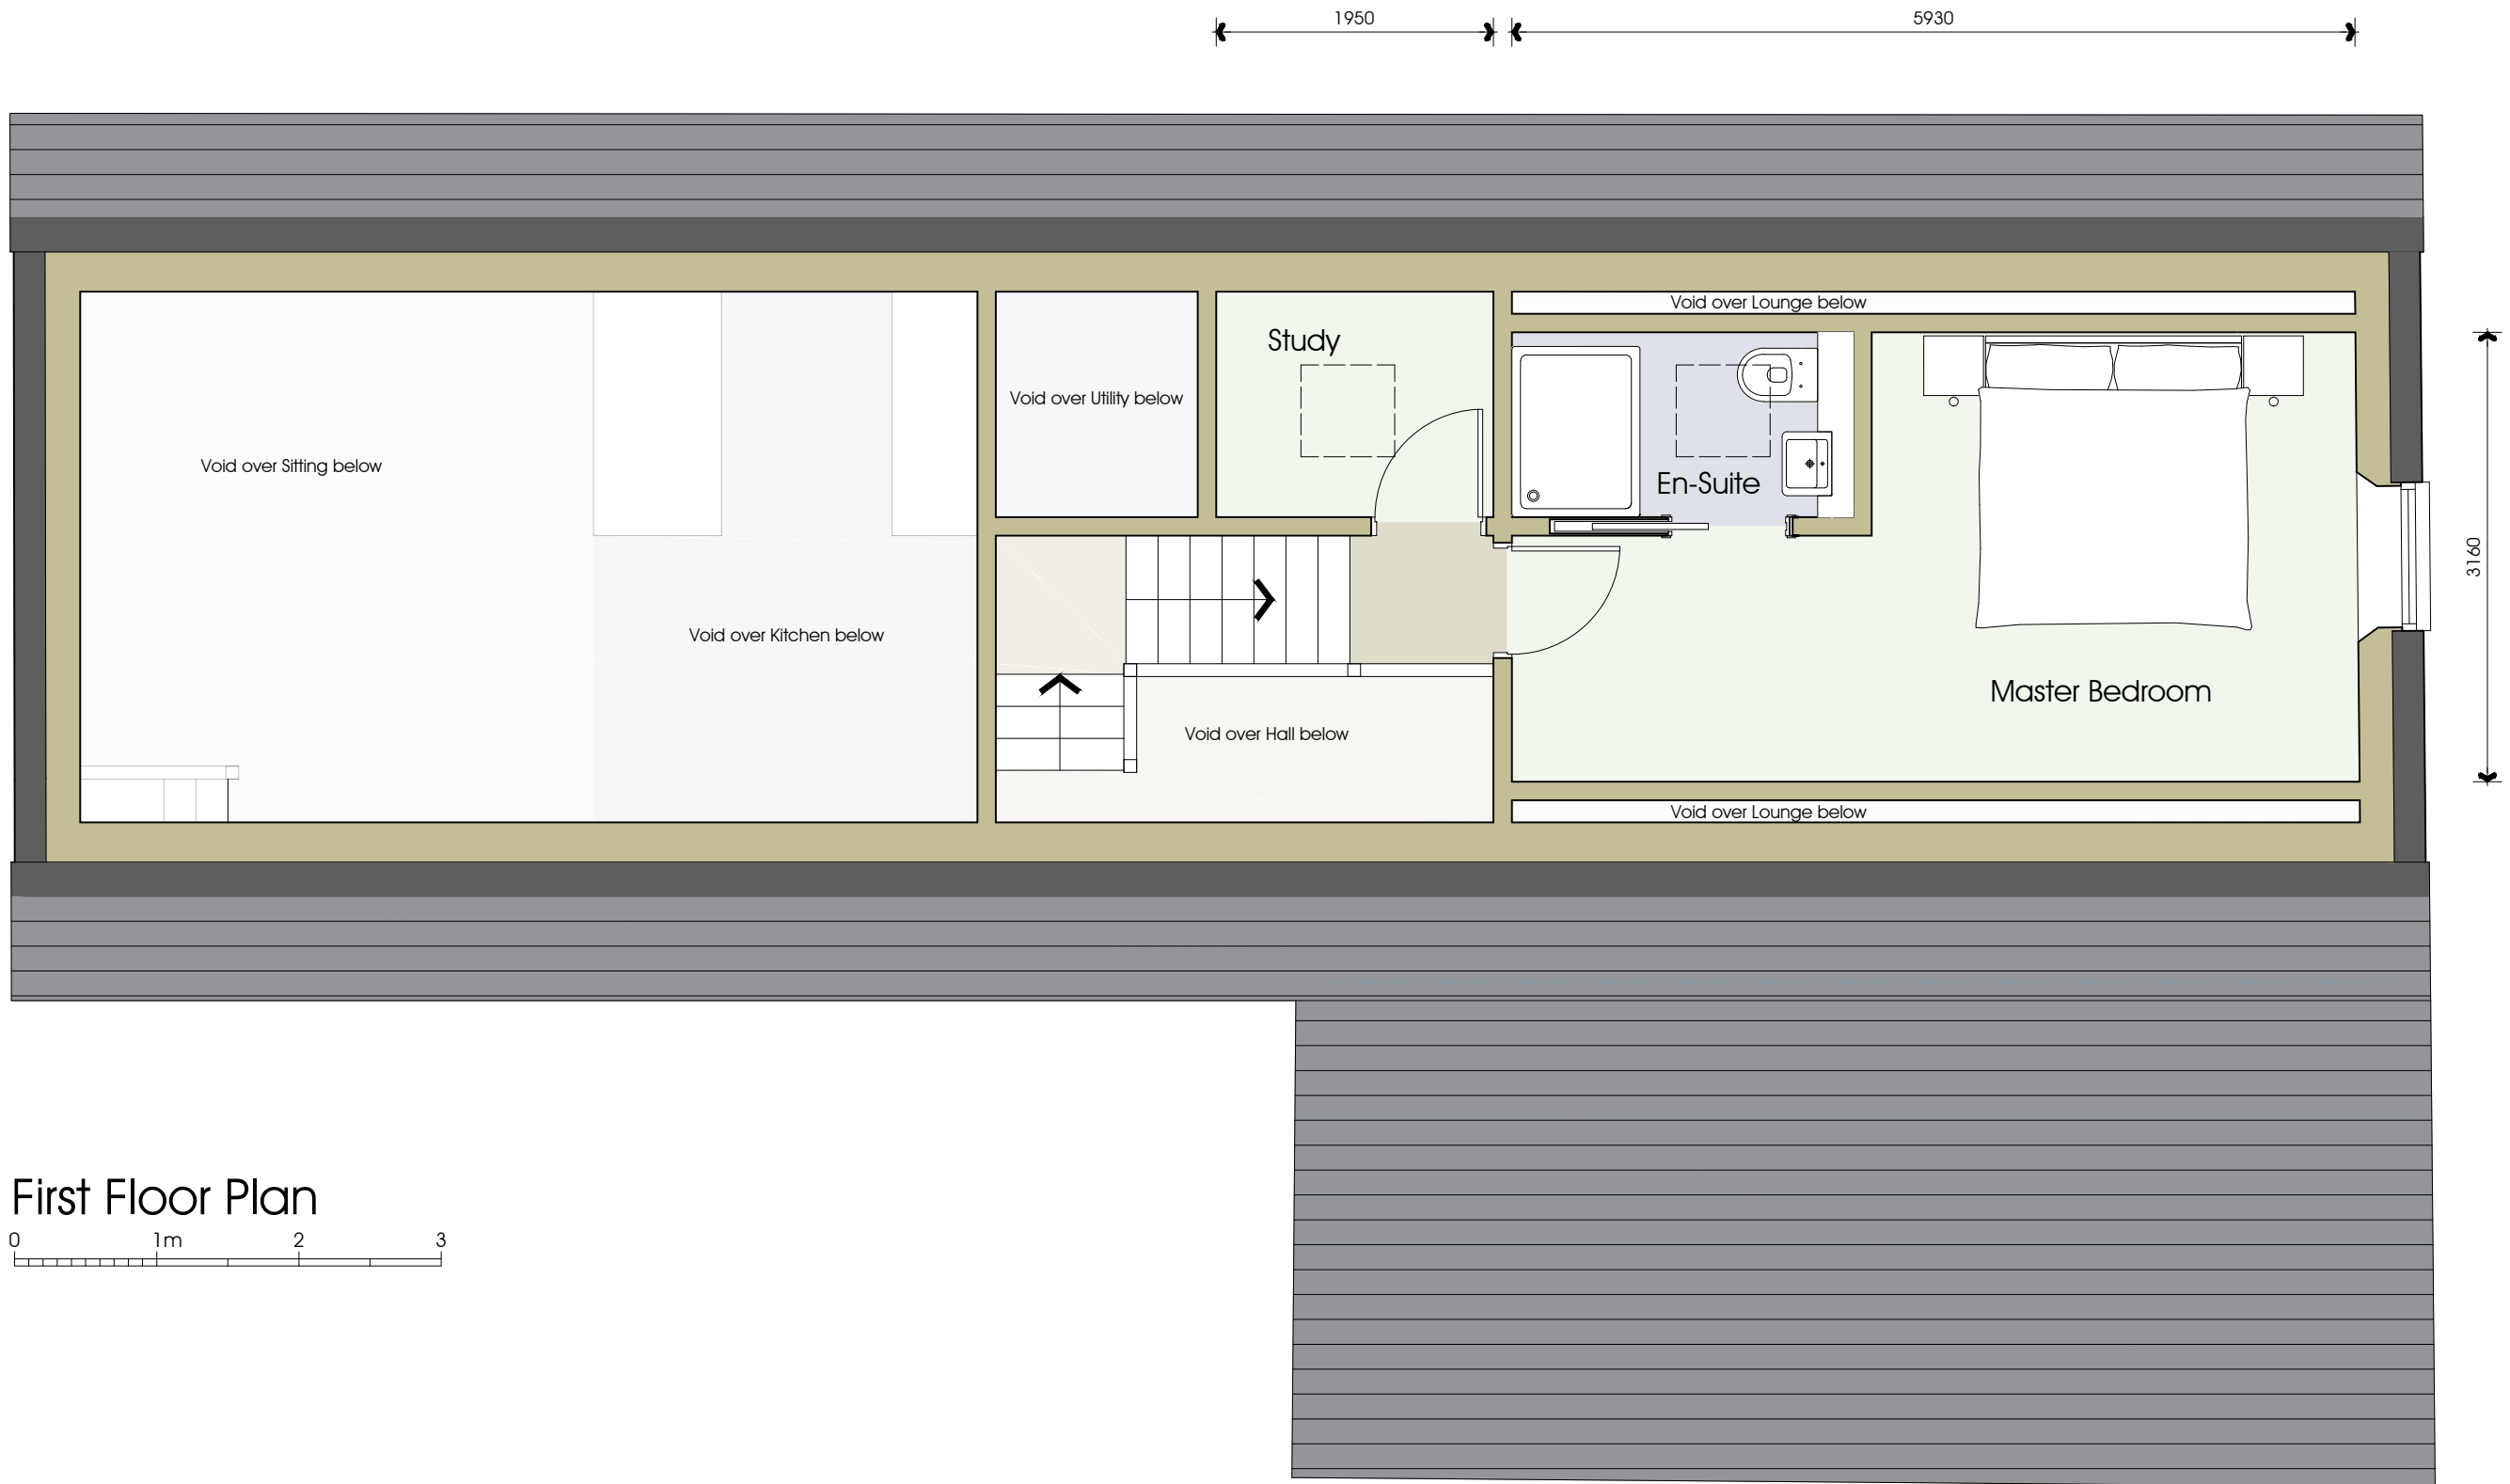 1950
5930
Void over Lounge below
Study
Void over Utility below
Void over Sitting below
En-Suite
3160
Void over Kitchen below
Master Bedroom
Void over Hall below
Void over Lounge below
First Floor Plan
0 1m 2 3